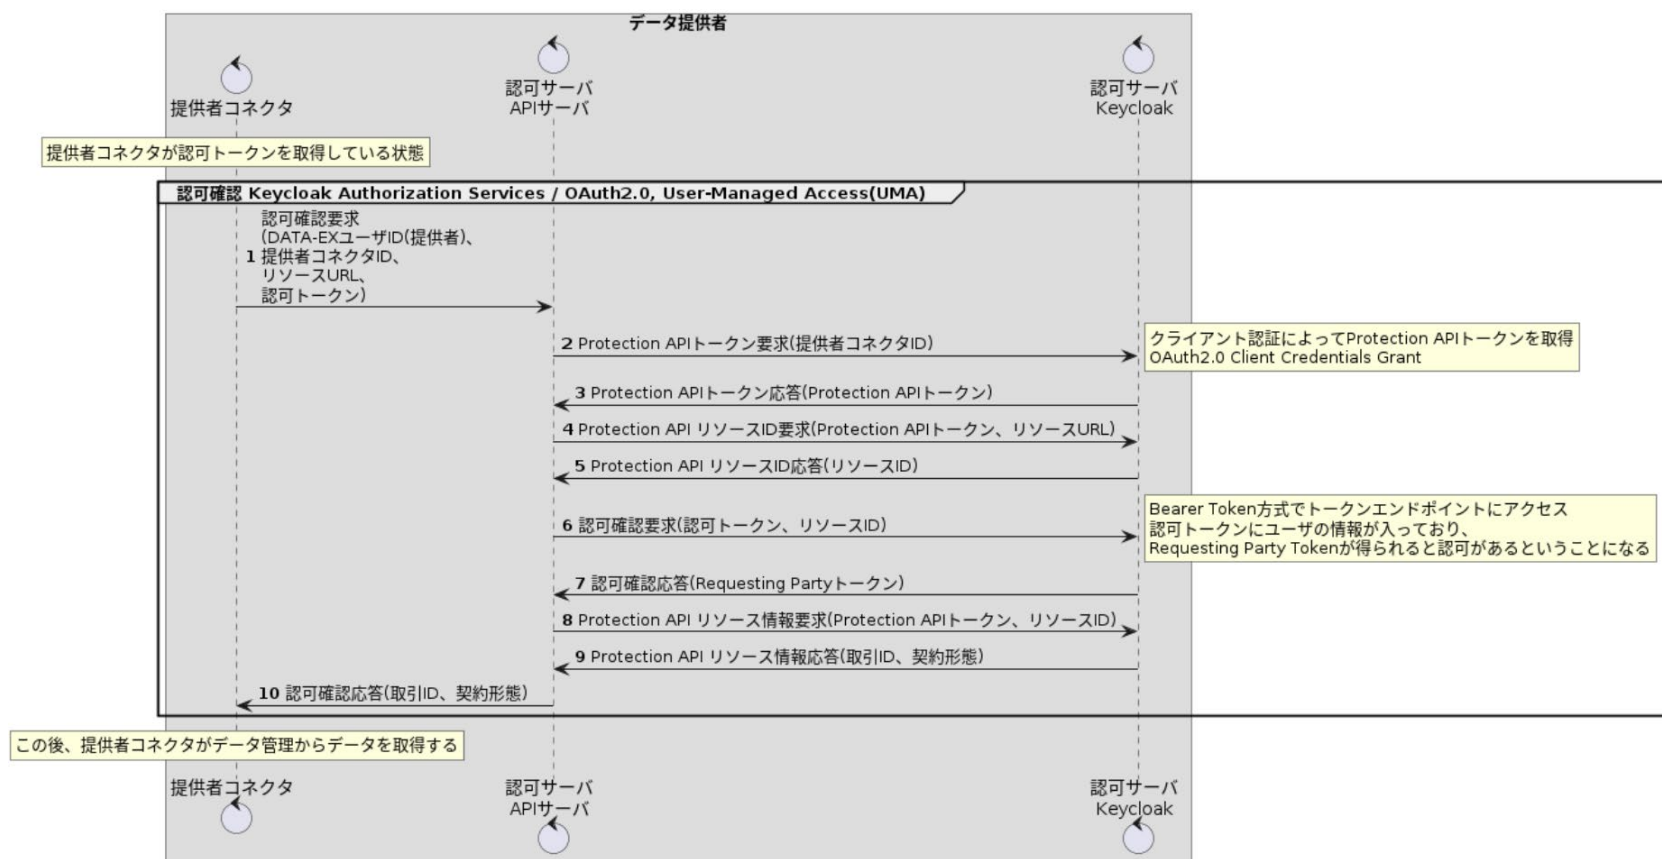 データ提供者
提供者コネクタ
認可サーバ
APIサーバ
認可サーバ
Keycloak
提供者コネクタが認可トークンを取得している状態
認可確認 Keycloak Authorization Services / OAuth2.0, User-Managed Access(UMA)
認可確認要求
(DATA-EXユーザID(提供者)、
1 提供者コネクタID、
リソースURL、
認可トークン)
2 Protection APIトークン要求(提供者コネクタID)
クライアント認証によってProtection APIトークンを取得
OAuth2.0 Client Credentials Grant
3 Protection APIトークン応答(Protection APIトークン)
4 Protection API リソースID要求(Protection APIトークン、リソースURL)
5 Protection API リソースID応答(リソースID)
6 認可確認要求(認可トークン、リソースID)
Bearer Token方式でトークンエンドポイントにアクセス
認可トークンにユーザの情報が入っており、
Requesting Party Tokenが得られると認可があるということになる
7 認可確認応答(Requesting Partyトークン)
8 Protection API リソース情報要求(Protection APIトークン、リソースID)
9 Protection API リソース情報応答(取引ID、契約形態)
10 認可確認応答(取引ID、契約形態)
この後、提供者コネクタがデータ管理からデータを取得する
提供者コネクタ
認可サーバ
APIサーバ
認可サーバ
Keycloak